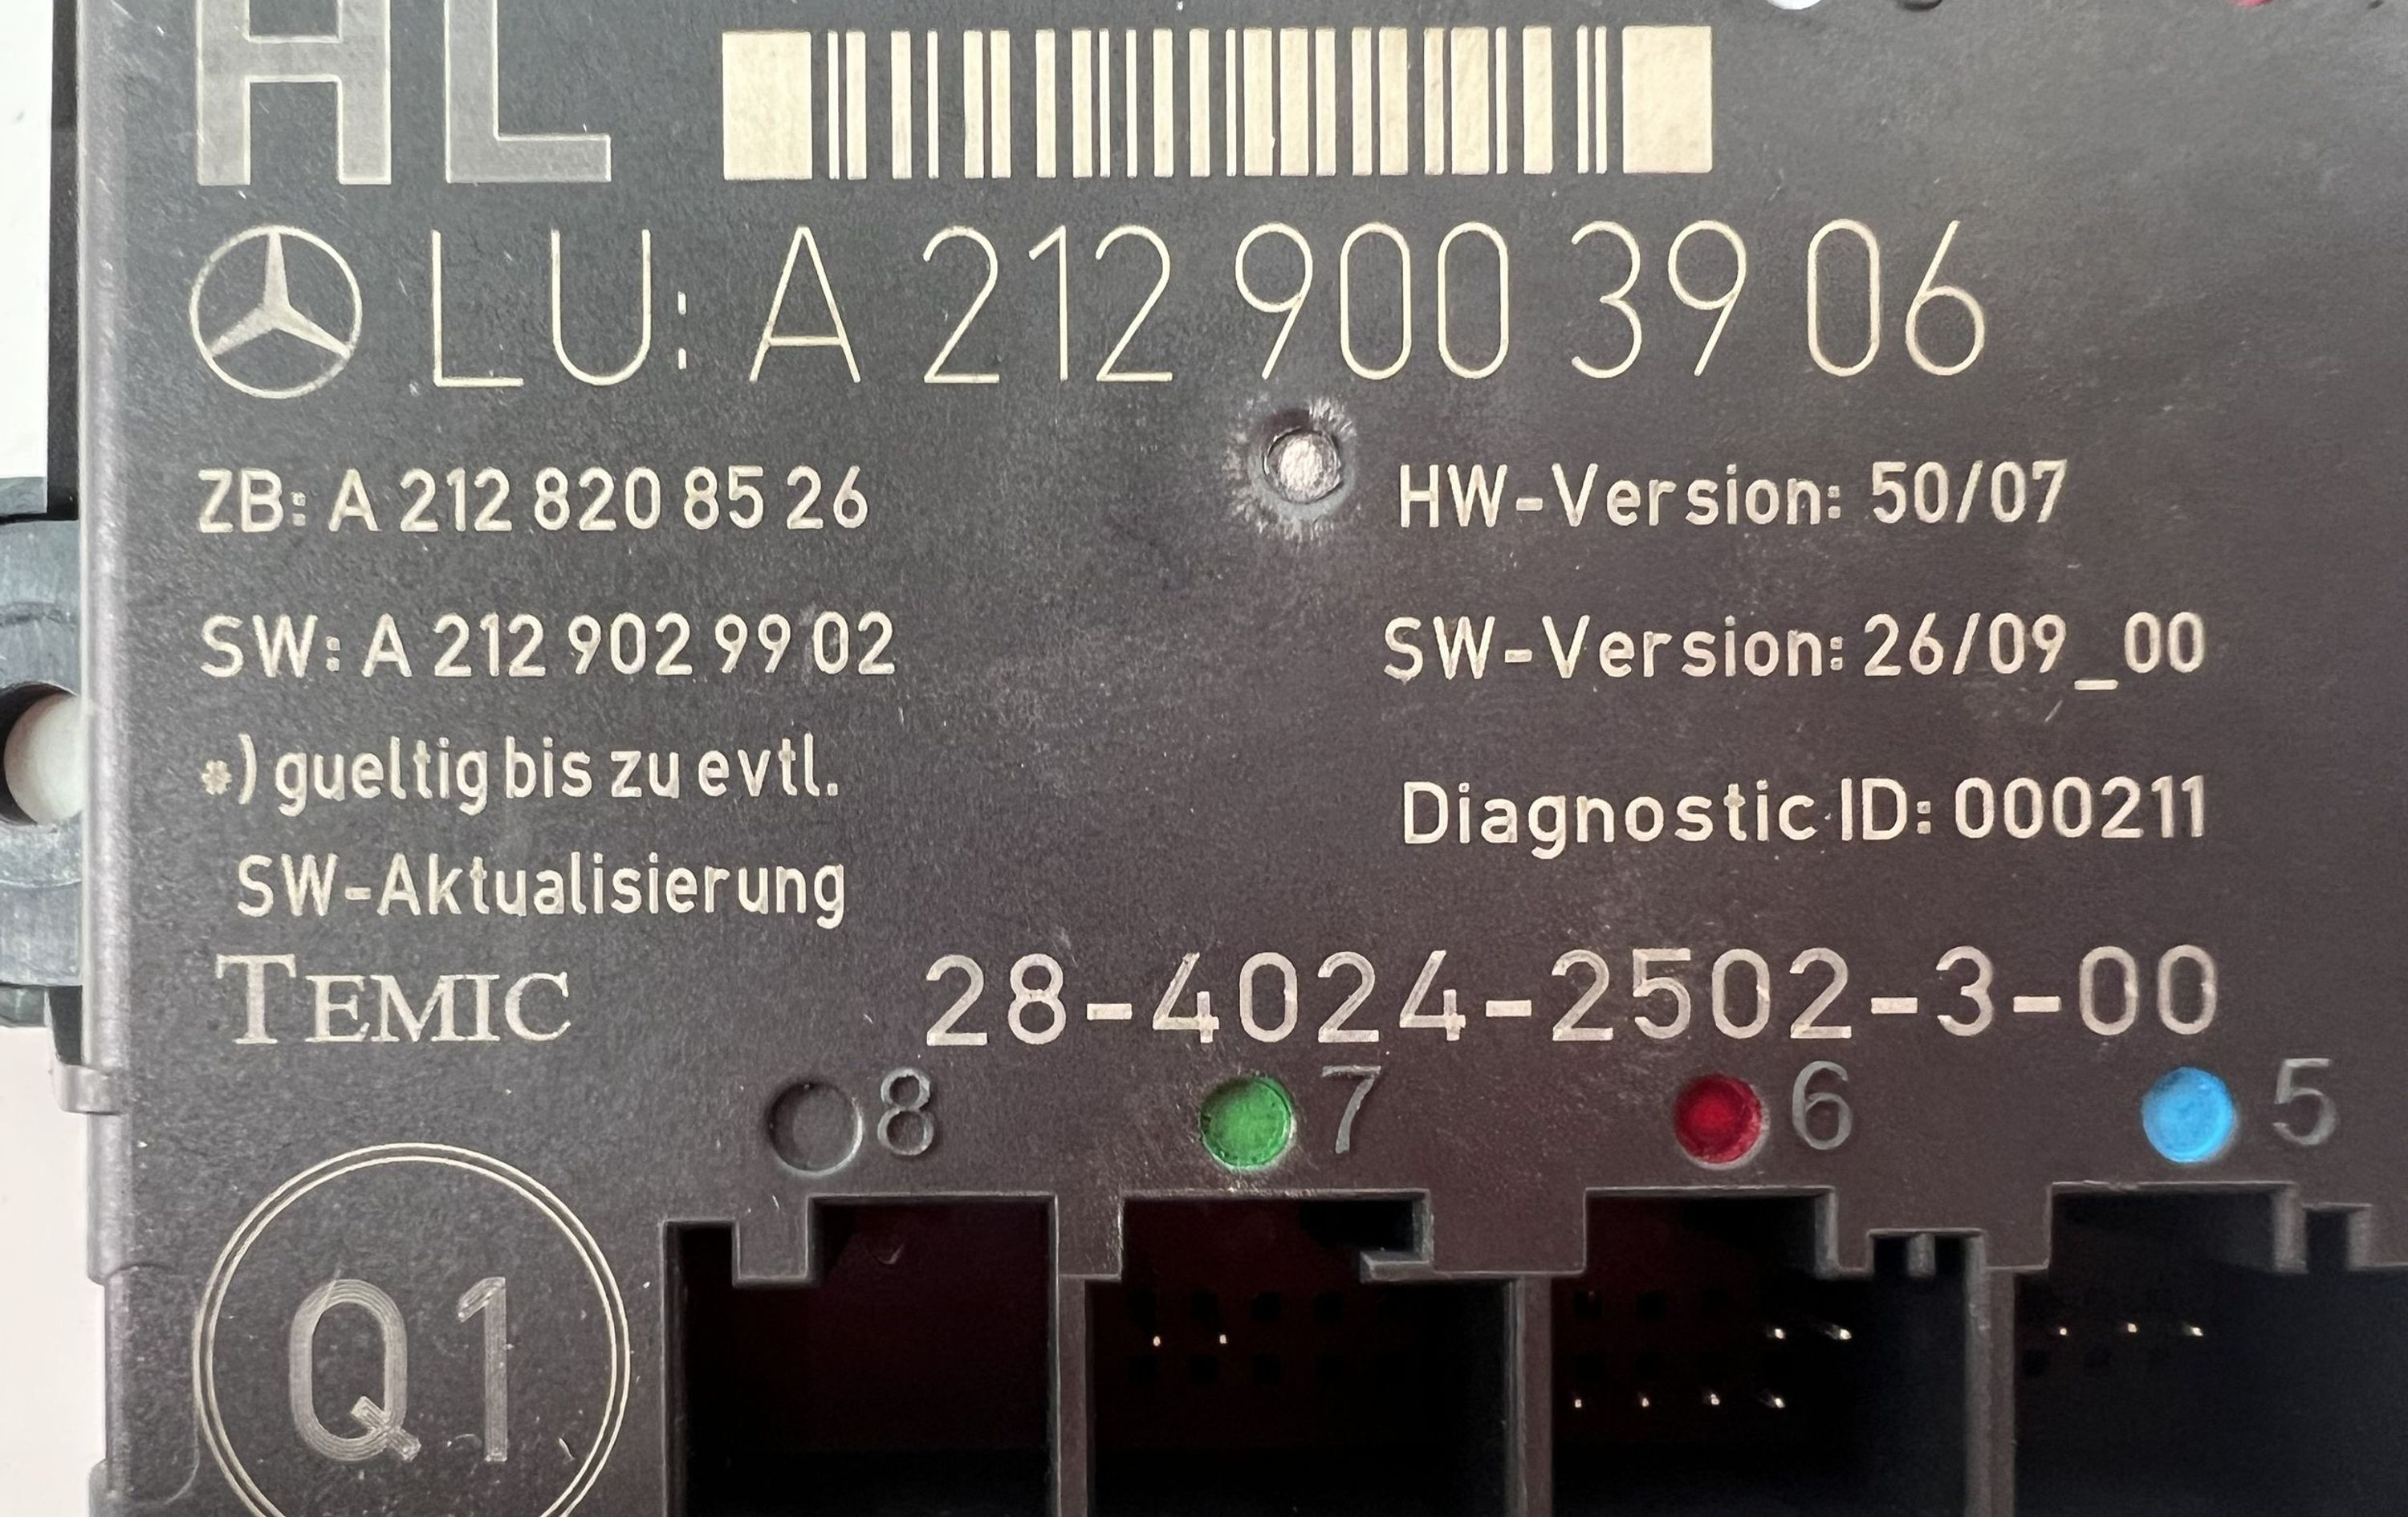 HL
LU: A 212 900 39 06
ZB: A 212 820 85 26
HW-Version: 50/07
SW: A 212 902 99 02
SW-Version: 26/09_00
*) gueltig bis zu evtl.
Diagnostic ID: 000211
SW-Aktualisierung
TEMIC
28-4024-2502-3-00
8 7 6 5
Q1